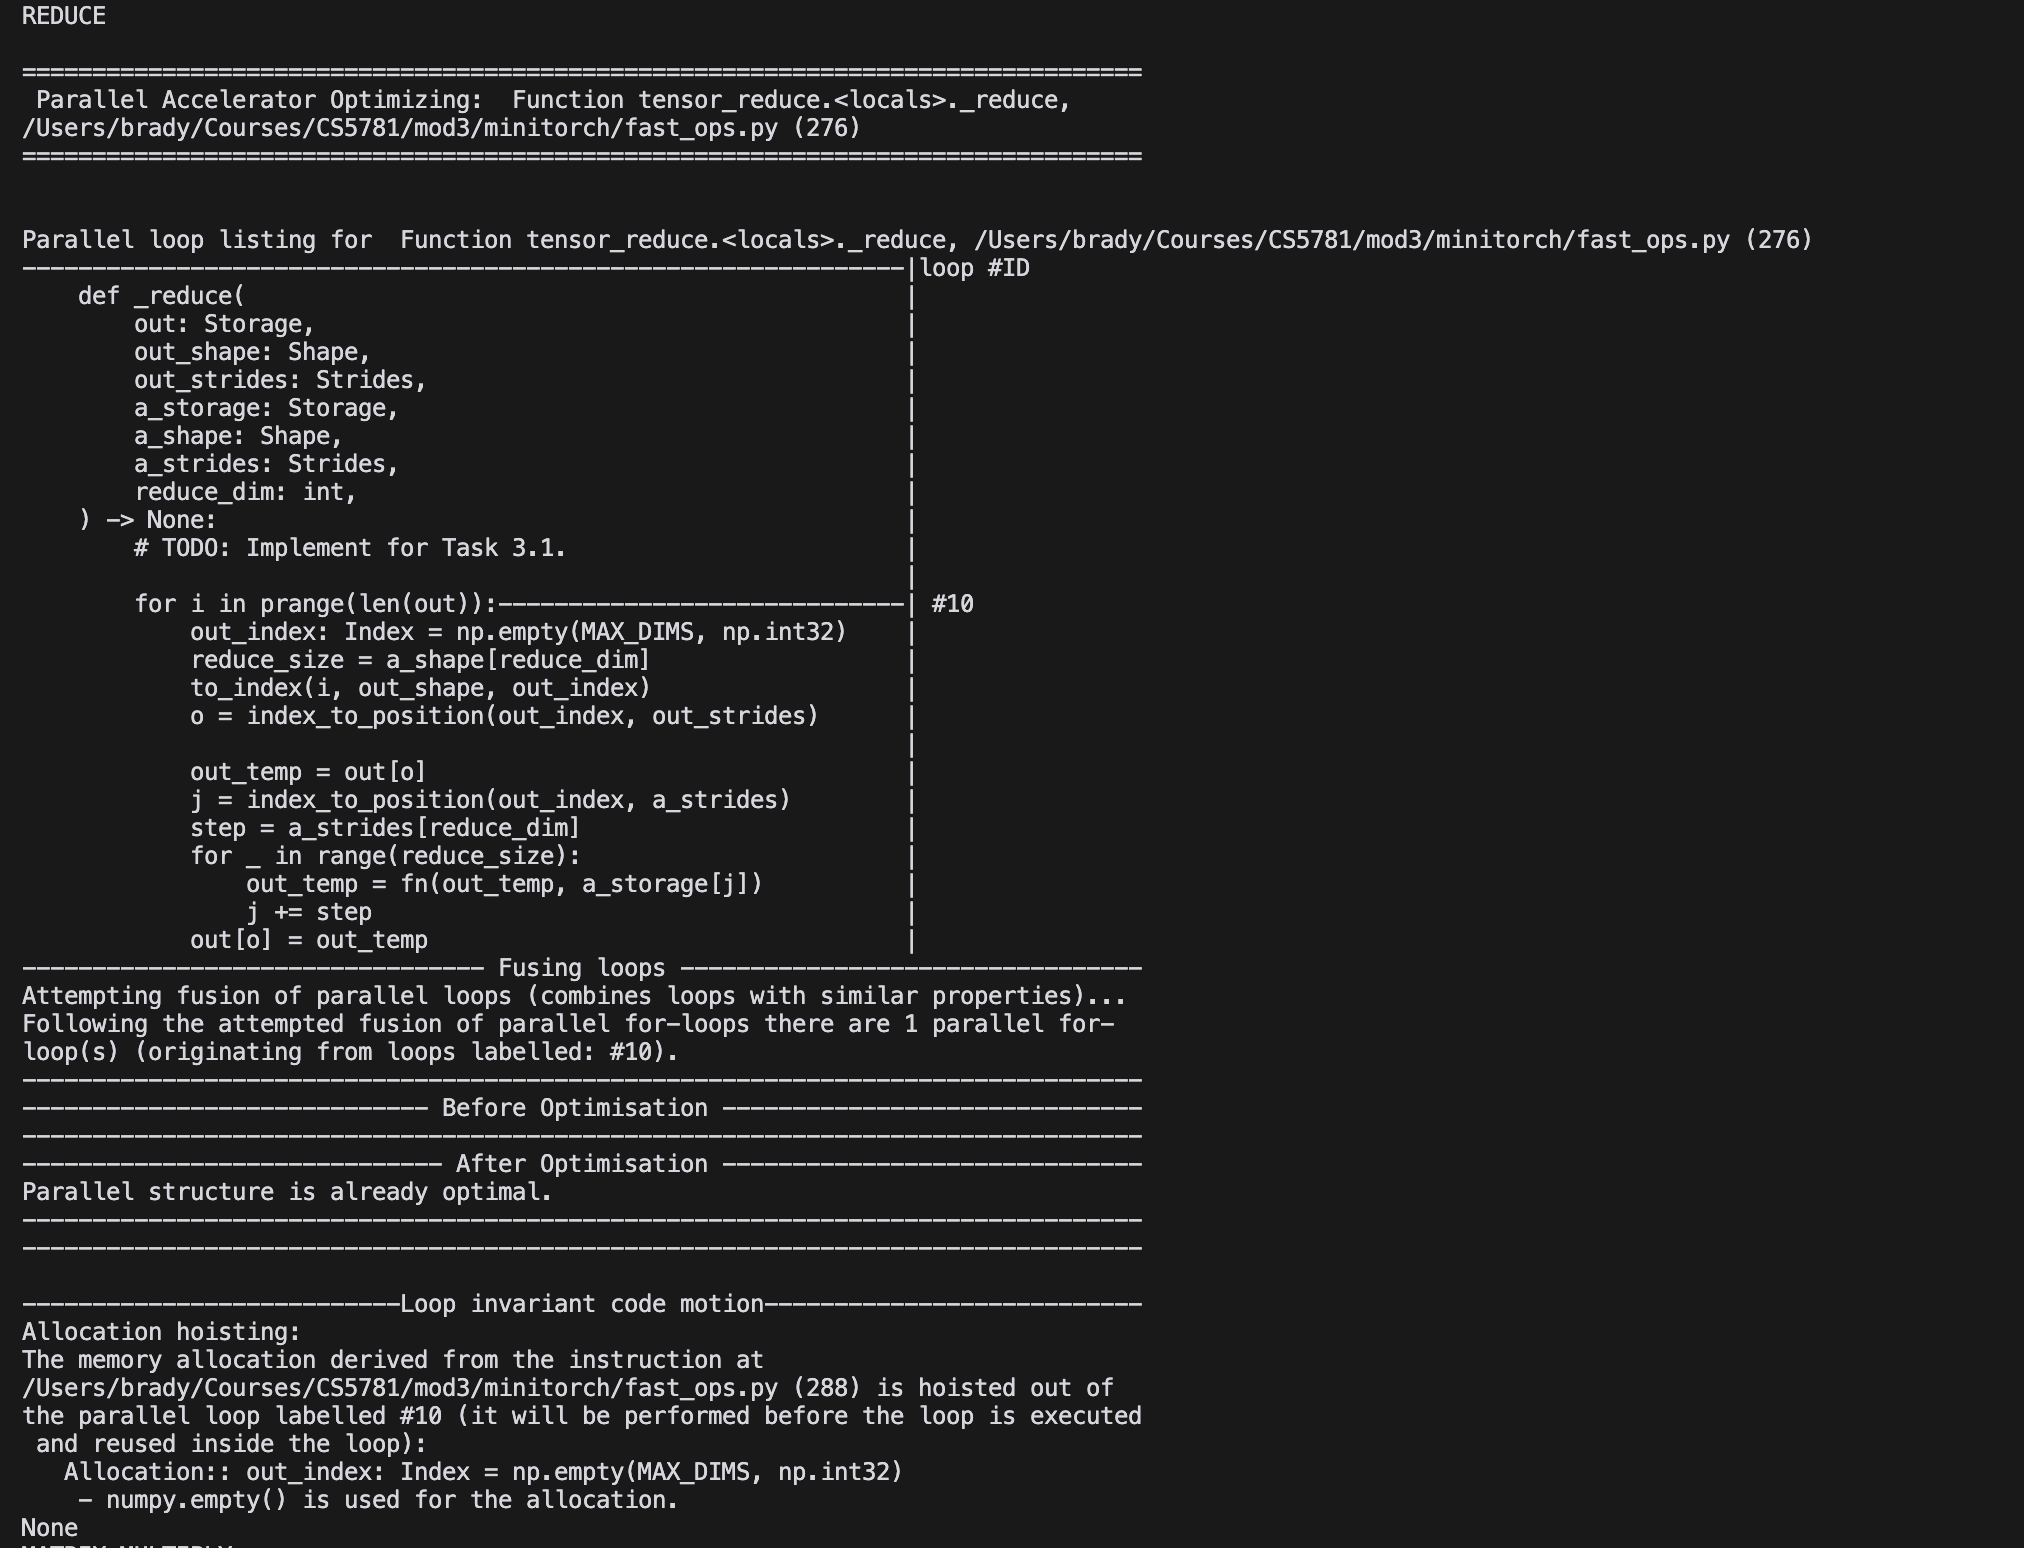 REDUCE
================================================================================
 Parallel Accelerator Optimizing:  Function tensor_reduce.<locals>._reduce,
/Users/brady/Courses/CS5781/mod3/minitorch/fast_ops.py (276)
================================================================================
Parallel loop listing for  Function tensor_reduce.<locals>._reduce, /Users/brady/Courses/CS5781/mod3/minitorch/fast_ops.py (276)
---------------------------------------------------------------|loop #ID
    def _reduce(                                               |
        out: Storage,                                          |
        out_shape: Shape,                                      |
        out_strides: Strides,                                  |
        a_storage: Storage,                                    |
        a_shape: Shape,                                        |
        a_strides: Strides,                                    |
        reduce_dim: int,                                       |
    ) -> None:                                                 |
        # TODO: Implement for Task 3.1.                        |
                                                               |
        for i in prange(len(out)):-----------------------------| #10
            out_index: Index = np.empty(MAX_DIMS, np.int32)    |
            reduce_size = a_shape[reduce_dim]                  |
            to_index(i, out_shape, out_index)                  |
            o = index_to_position(out_index, out_strides)      |
                                                               |
            out_temp = out[o]                                  |
            j = index_to_position(out_index, a_strides)        |
            step = a_strides[reduce_dim]                       |
            for _ in range(reduce_size):                       |
                out_temp = fn(out_temp, a_storage[j])          |
                j += step                                      |
            out[o] = out_temp                                  |
--------------------------------- Fusing loops ---------------------------------
Attempting fusion of parallel loops (combines loops with similar properties)...
Following the attempted fusion of parallel for-loops there are 1 parallel for-
loop(s) (originating from loops labelled: #10).
--------------------------------------------------------------------------------
----------------------------- Before Optimisation ------------------------------
--------------------------------------------------------------------------------
------------------------------ After Optimisation ------------------------------
Parallel structure is already optimal.
--------------------------------------------------------------------------------
--------------------------------------------------------------------------------
---------------------------Loop invariant code motion---------------------------
Allocation hoisting:
The memory allocation derived from the instruction at
/Users/brady/Courses/CS5781/mod3/minitorch/fast_ops.py (288) is hoisted out of
the parallel loop labelled #10 (it will be performed before the loop is executed
 and reused inside the loop):
   Allocation:: out_index: Index = np.empty(MAX_DIMS, np.int32)
    - numpy.empty() is used for the allocation.
None
MATRIX MULTIPLY